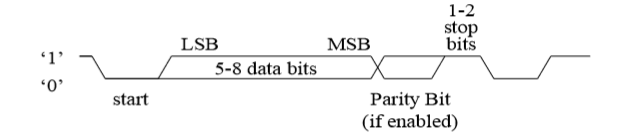 1-2
stop
bits
LSB
MSB
‘1’
5-8 data bits
‘0’
start
Parity Bit
(if enabled)